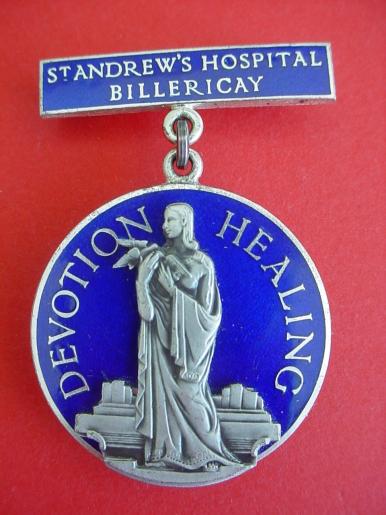 ST ANDREW'S HOSPITAL
BILLERICAY
DEVOTION
HEALING